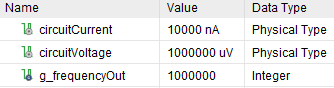 Name Value Data Type
circuitCurrent 10000 nA Physical Type
circuitVoltage 1000000 uV Physical Type
g_frequencyOut 1000000 Integer